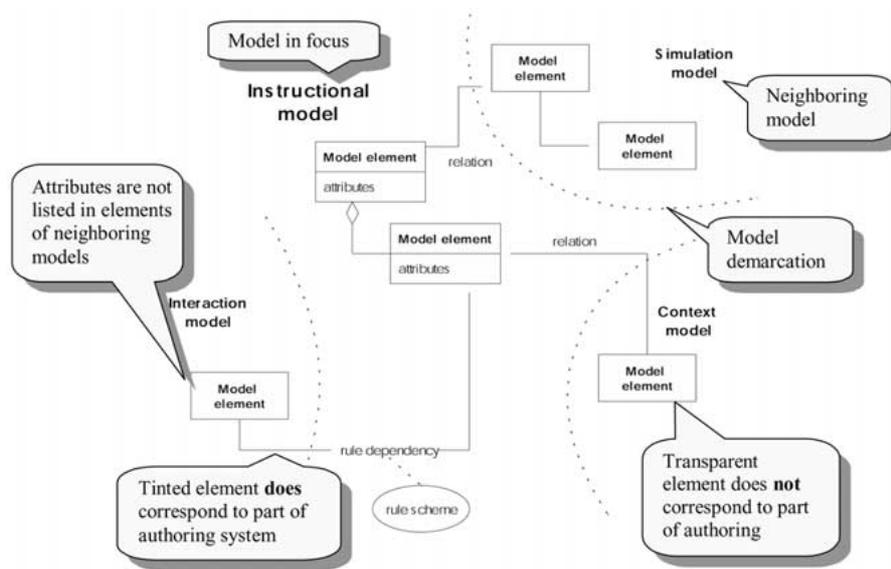 Model in focus
Instructional
model
Model
element
Simulation
model
Neighboring
model
Model
element
Model element
attributes
relation
Attributes are not
listed in elements
of neighboring
models
Model element
attributes
relation
Model
demarcation
Interaction
model
Context
model
Model
element
Model
element
rule dependency
Tinted element does
correspond to part of
authoring system
rule scheme
Transparent
element does not
correspond to part
of authoring